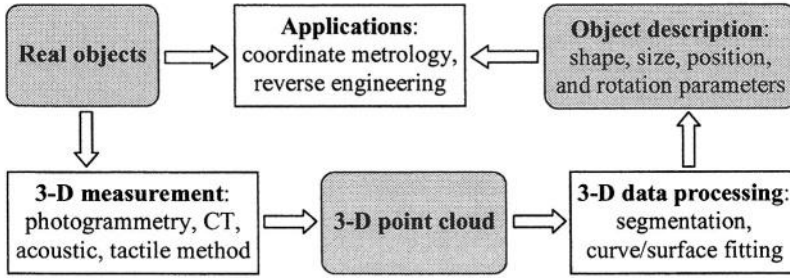 Real objects
Applications:
coordinate metrology,
reverse engineering
Object description:
shape, size, position,
and rotation parameters
3-D measurement:
photogrammetry, CT,
acoustic, tactile method
3-D point cloud
3-D data processing:
segmentation,
curve/surface fitting